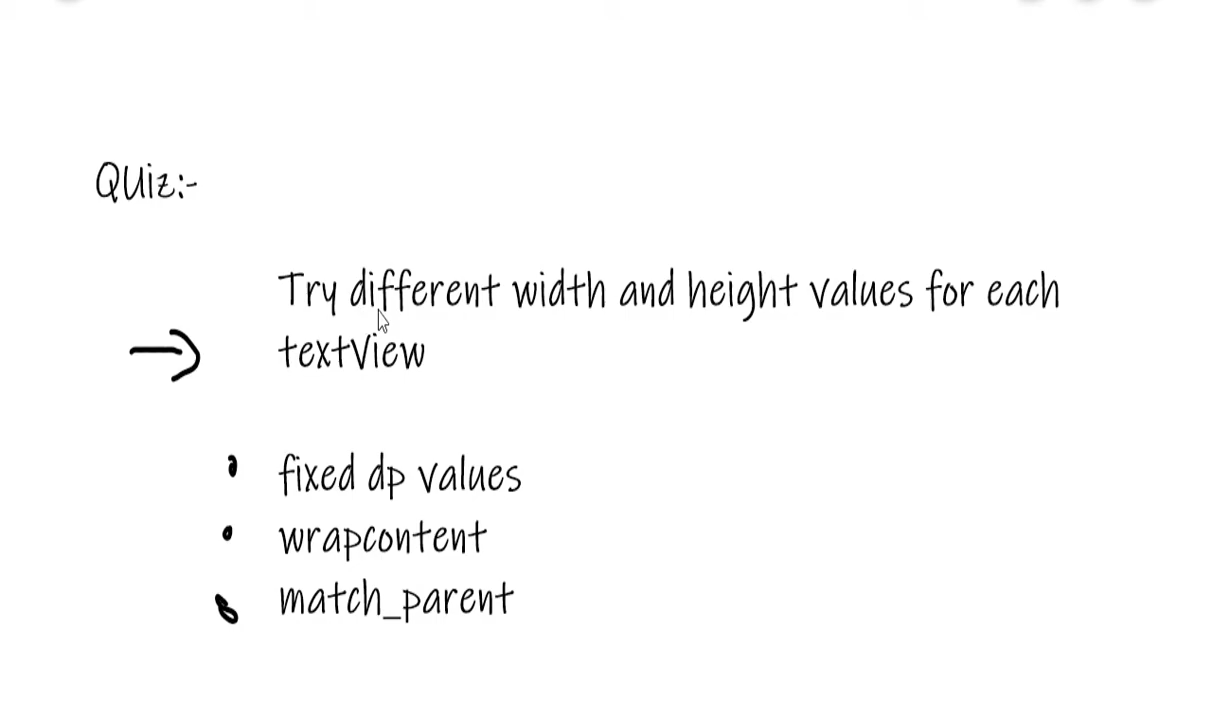 QUiz:-
Try different width and height values for each
textView
fixed dp values
wrapcontent
match_parent